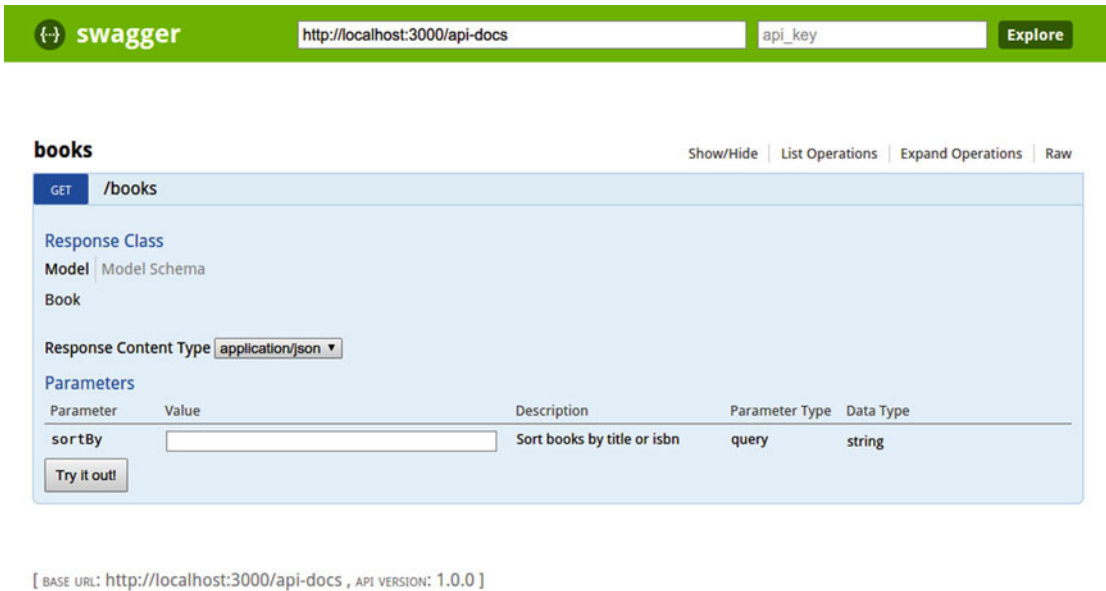 {···} swagger http://localhost:3000/api-docs api_key Explore
books Show/Hide List Operations Expand Operations Raw
GET /books
Response Class
Model Model Schema
Book
Response Content Type application/json
Parameters
Parameter Value Description Parameter Type Data Type
sortBy Sort books by title or isbn query string
Try it out!
[ BASE URL: http://localhost:3000/api-docs , API VERSION: 1.0.0 ]